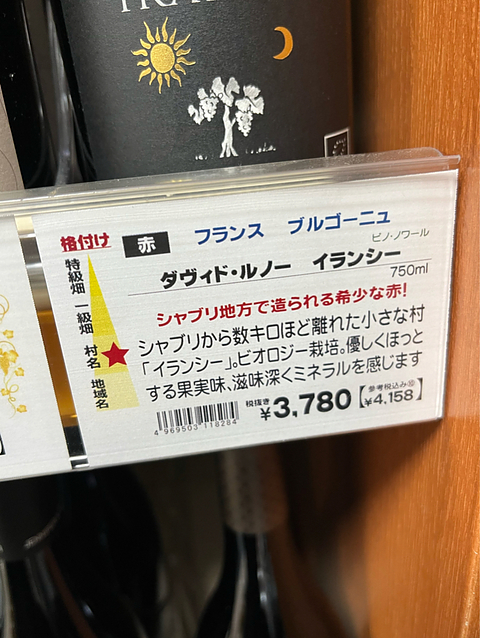 格付け
特級畑
一級畑
村名
地域名
赤
フランス ブルゴーニュ
ピノ・ノワール
ダヴィド・ルノー イランシー
750ml
シャブリ地方で造られる希少な赤!
シャブリから数キロほど離れた小さな村
「イランシー」。ビオロジー栽培。優しくほっと
する果実味、滋味深くミネラルを感じます
4969503118284
税抜き
¥3,780
参考税込み⑩
¥4,158